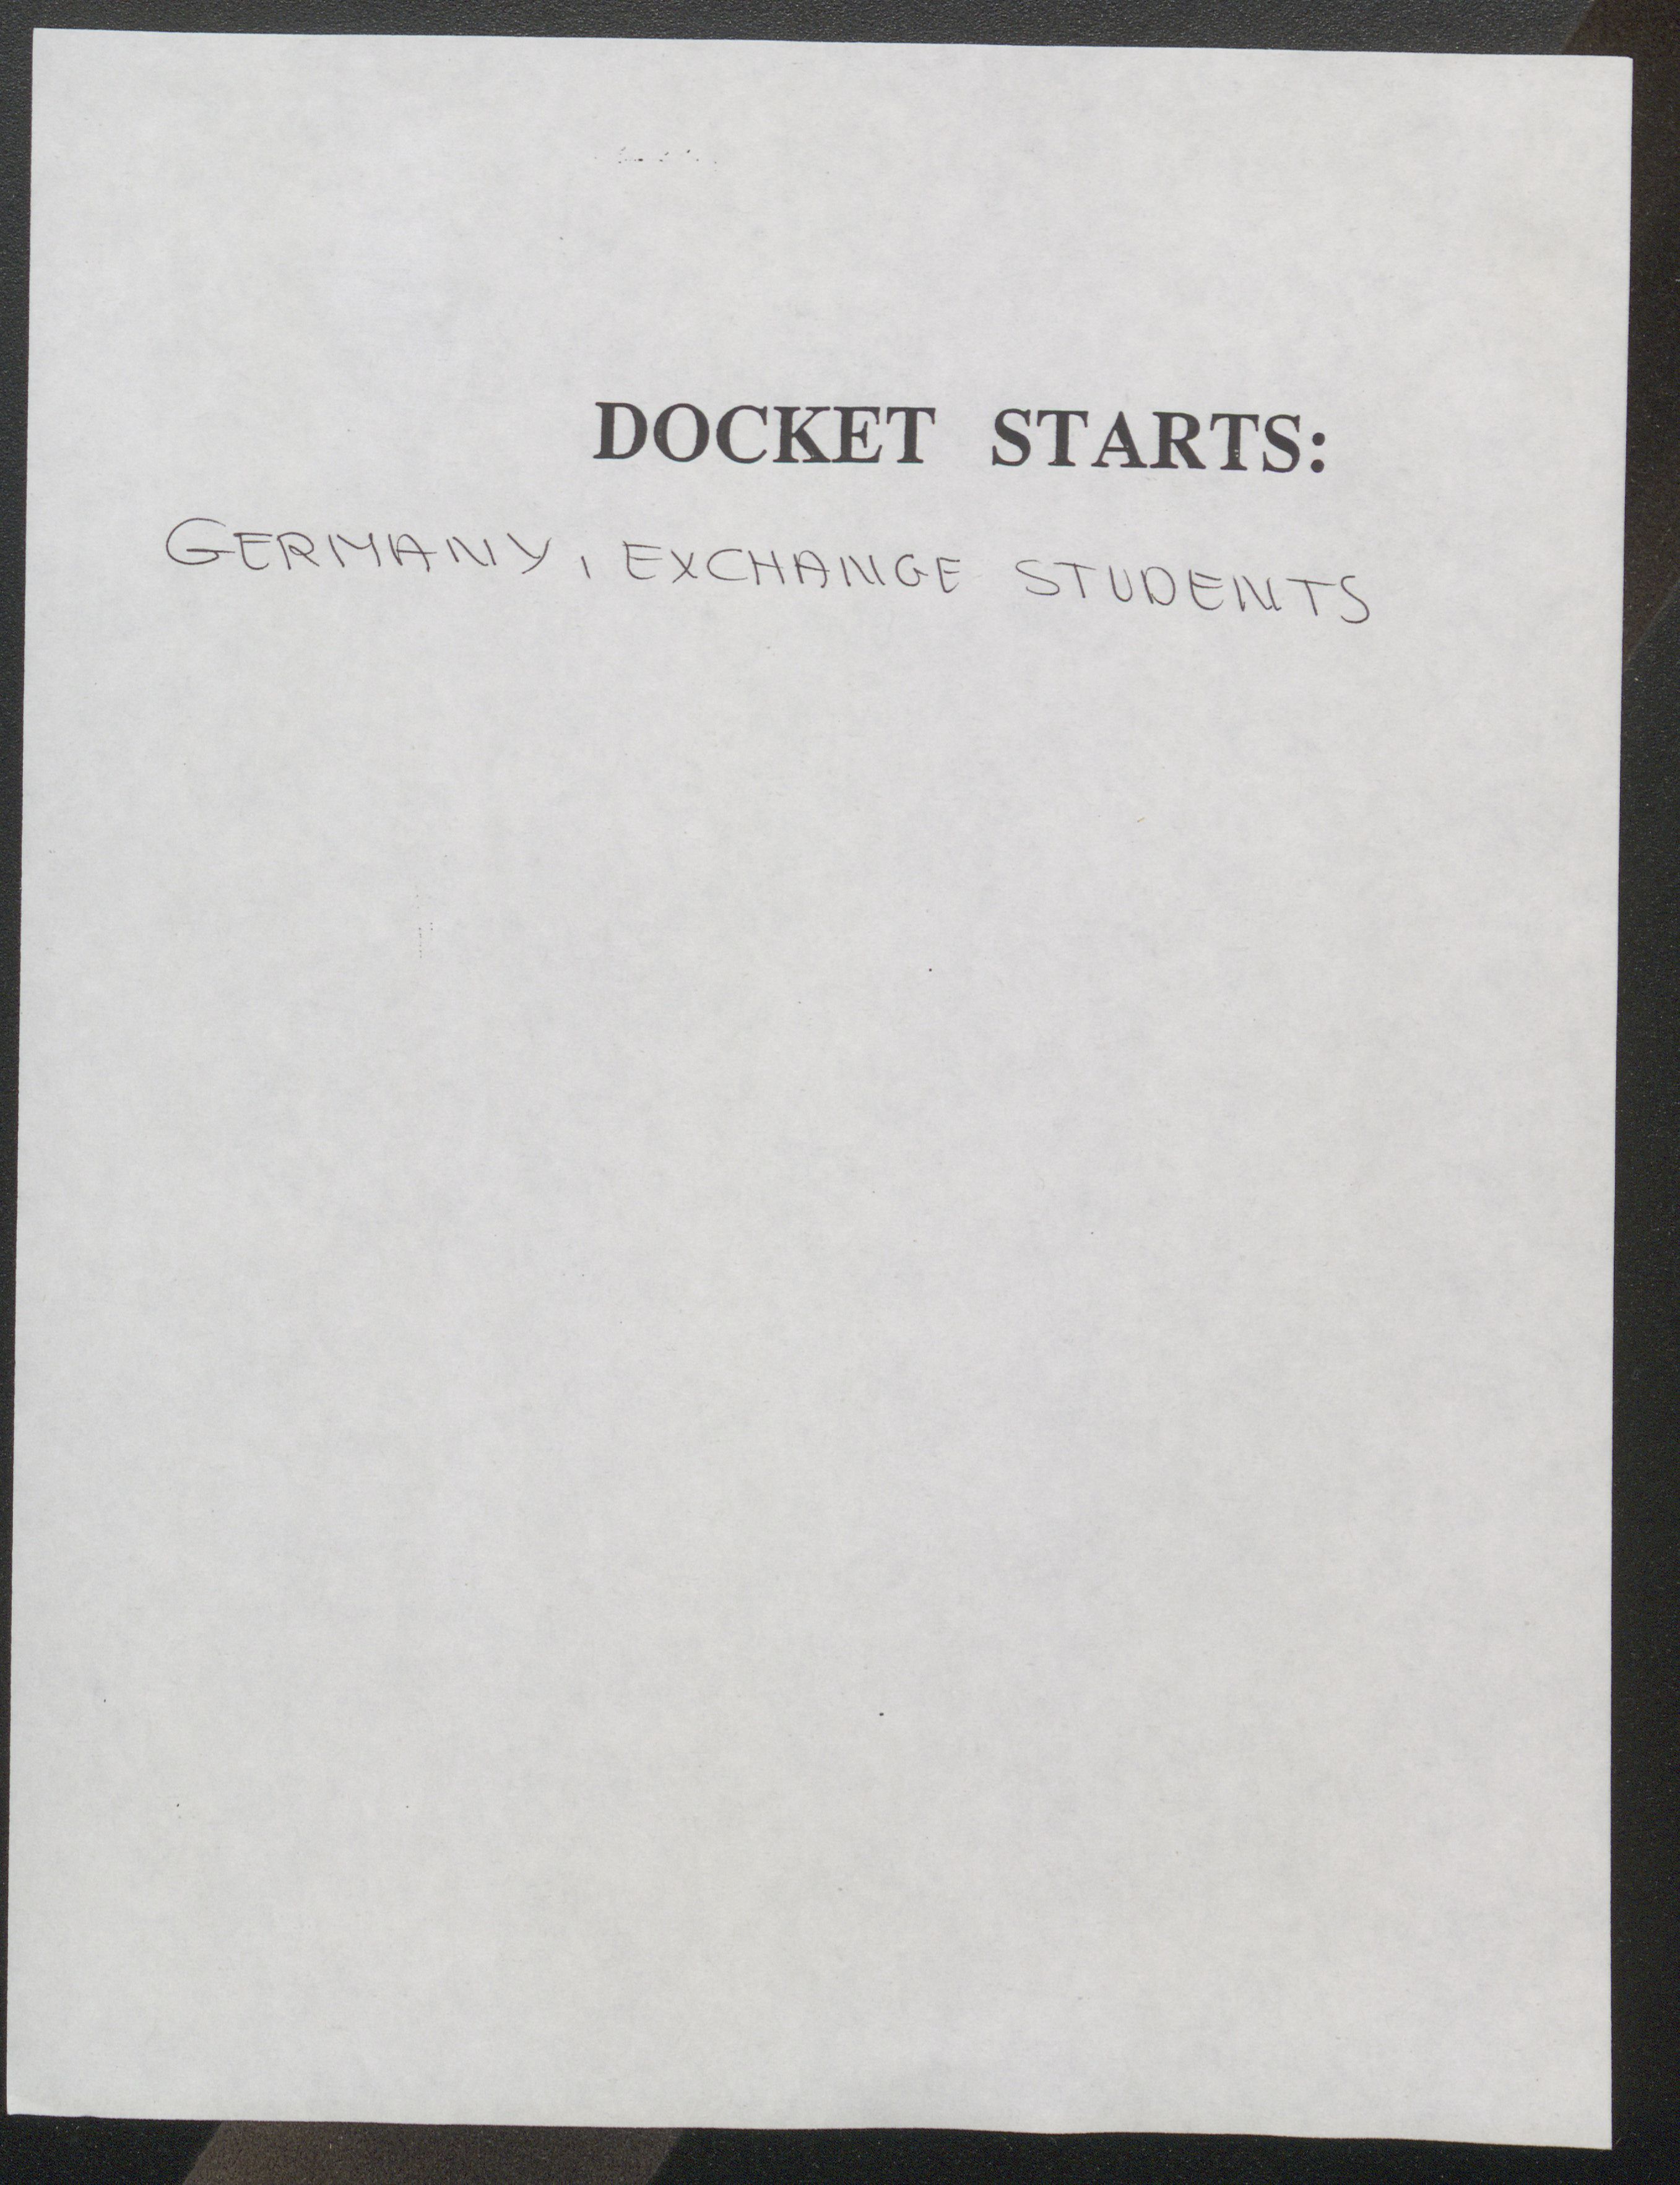 DOCKET STARTS:
GERMANY, EXCHANGE STUDENTS